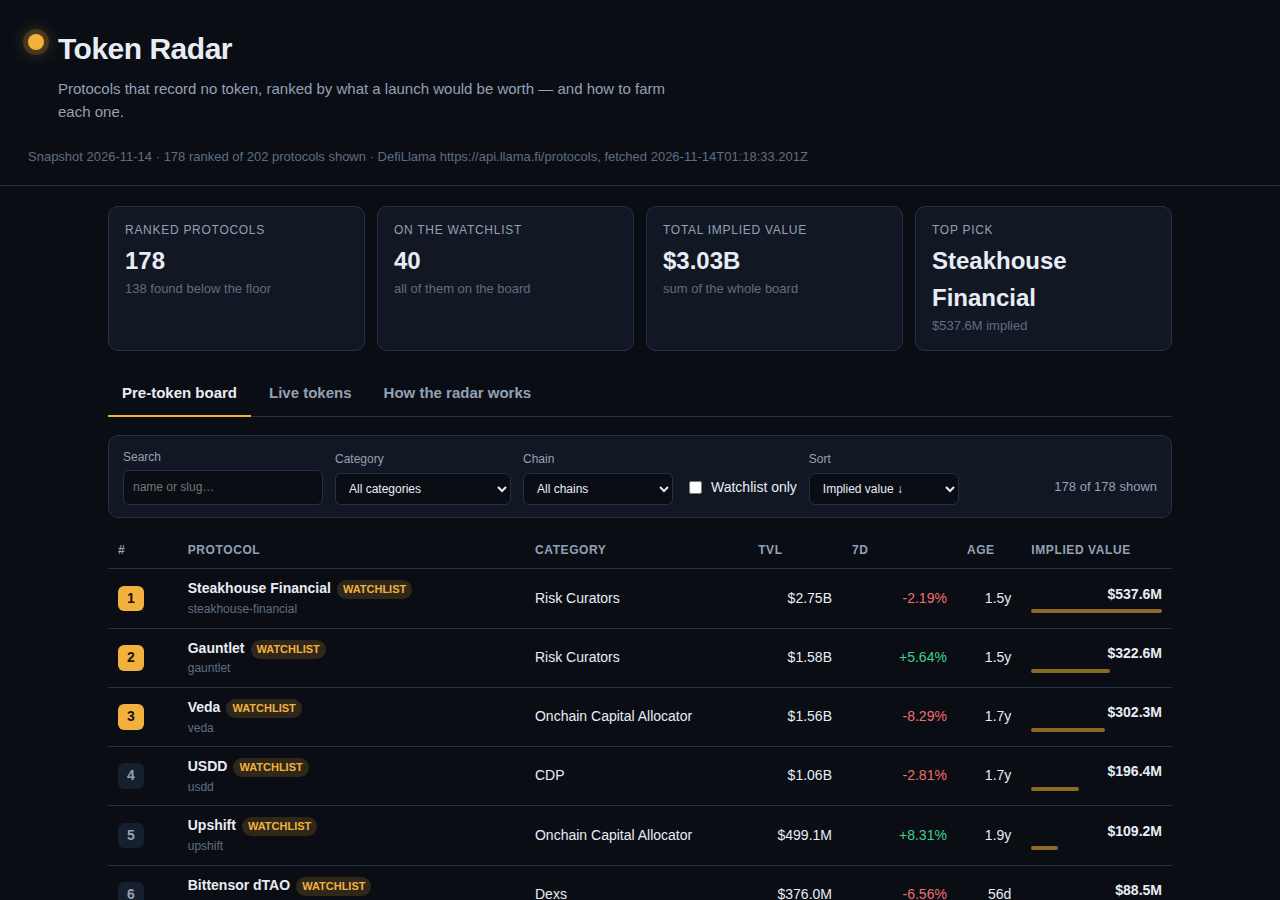 Token Radar
Protocols that record no token, ranked by what a launch would be worth — and how to farm
each one.
Snapshot 2026-11-14 · 178 ranked of 202 protocols shown · DefiLlama https://api.llama.fi/protocols, fetched 2026-11-14T01:18:33.201Z
RANKED PROTOCOLS
178
138 found below the floor
ON THE WATCHLIST
40
all of them on the board
TOTAL IMPLIED VALUE
$3.03B
sum of the whole board
TOP PICK
Steakhouse
Financial
$537.6M implied
Pre-token board Live tokens How the radar works
Search Category Chain Sort
name or slug… All categories All chains Watchlist only Implied value ↓ 178 of 178 shown
# PROTOCOL CATEGORY TVL 7D AGE IMPLIED VALUE
1 Steakhouse Financial WATCHLIST Risk Curators $2.75B -2.19% 1.5y $537.6M
steakhouse-financial
2 Gauntlet WATCHLIST Risk Curators $1.58B +5.64% 1.5y $322.6M
gauntlet
3 Veda WATCHLIST Onchain Capital Allocator $1.56B -8.29% 1.7y $302.3M
veda
4 USDD WATCHLIST CDP $1.06B -2.81% 1.7y $196.4M
usdd
5 Upshift WATCHLIST Onchain Capital Allocator $499.1M +8.31% 1.9y $109.2M
upshift
6 Bittensor dTAO WATCHLIST Dexs $376.0M -6.56% 56d $88.5M